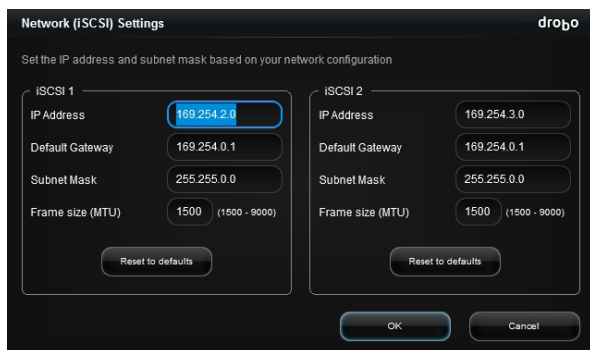 Network (iSCSI) Settings
drobo
Set the IP address and subnet mask based on your network configuration
iSCSI 1
IP Address 169.254.2.0
Default Gateway 169.254.0.1
Subnet Mask 255.255.0.0
Frame size (MTU) 1500 (1500 - 9000)
Reset to defaults
iSCSI 2
IP Address 169.254.3.0
Default Gateway 169.254.0.1
Subnet Mask 255.255.0.0
Frame size (MTU) 1500 (1500 - 9000)
Reset to defaults
OK
Cancel